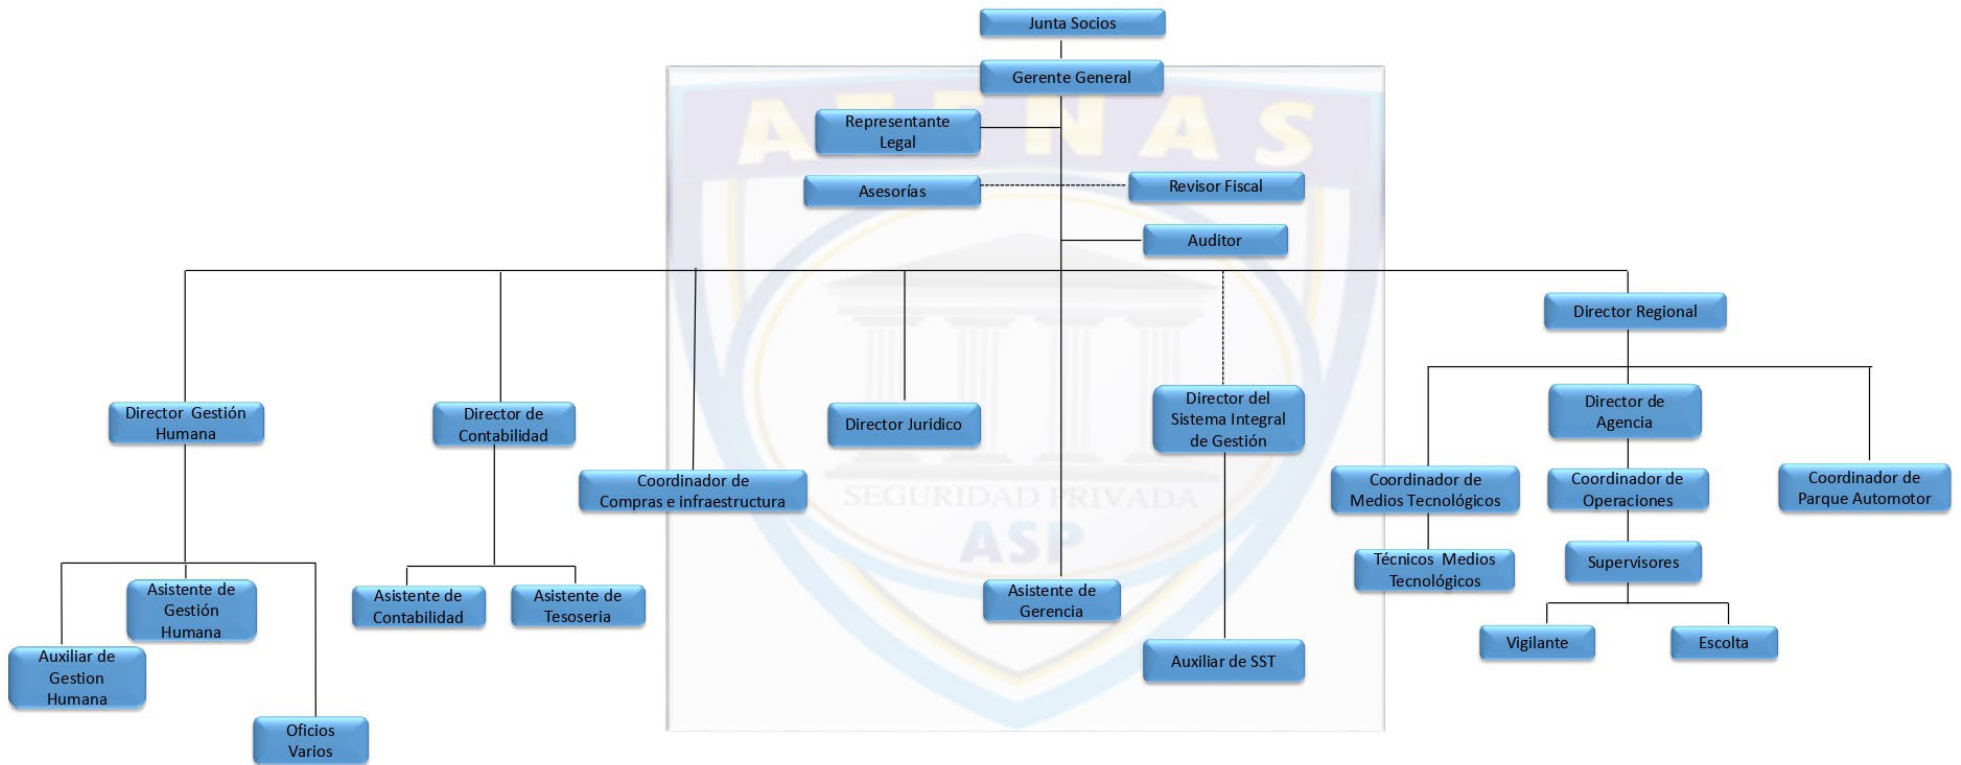 Junta Socios
Gerente General
Representante
Legal
Asesorías
Revisor Fiscal
Auditor
Director Regional
Director Gestión
Humana
Director de
Contabilidad
Coordinador de
Compras e infraestructura
Director Juridico
Director del
Sistema Integral
de Gestión
Director de
Agencia
Coordinador de
Medios Tecnológicos
Coordinador de
Operaciones
Coordinador de
Parque Automotor
Técnicos Medios
Tecnológicos
Supervisores
Asistente de
Gestión
Humana
Auxiliar de
Gestion
Humana
Oficios
Varios
Asistente de
Contabilidad
Asistente de
Tesoseria
Asistente de
Gerencia
Auxiliar de SST
Vigilante
Escolta
ATENAS
SEGURIDAD PRIVADA
ASP